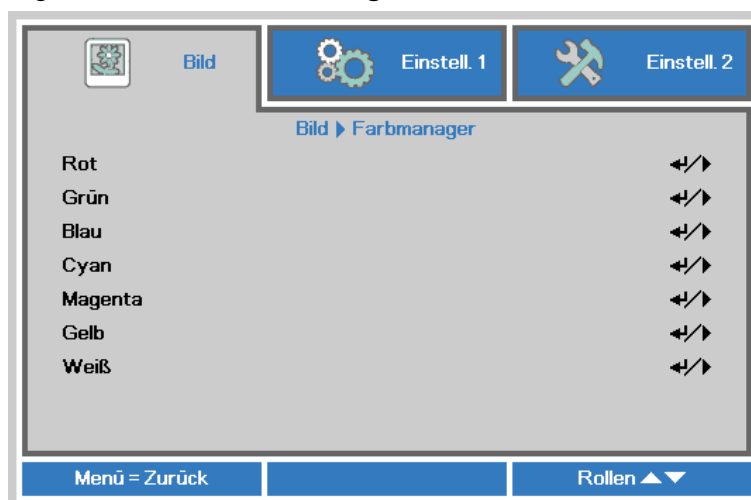 Bild Einstell. 1 Einstell. 2
Bild ▶ Farbmanager
Rot
Grün
Blau
Cyan
Magenta
Gelb
Weiß
Menü = Zurück Rollen ▲▼